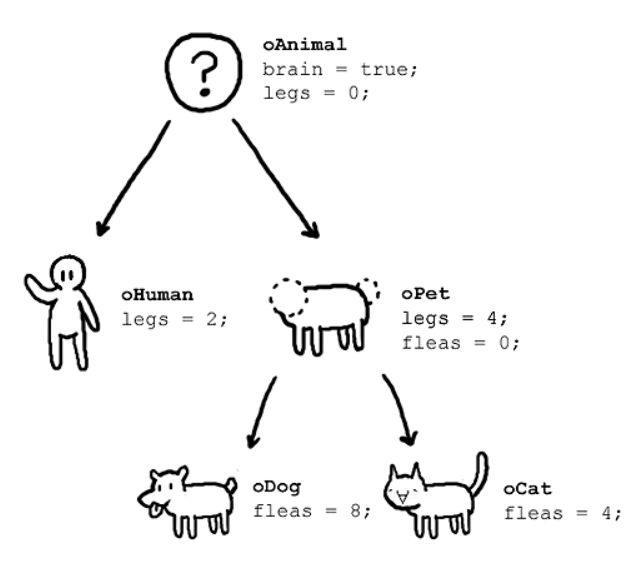 oAnimal
brain = true;
legs = 0;
?
oHuman
legs = 2;
oPet
legs = 4;
fleas = 0;
oDog
fleas = 8;
oCat
fleas = 4;